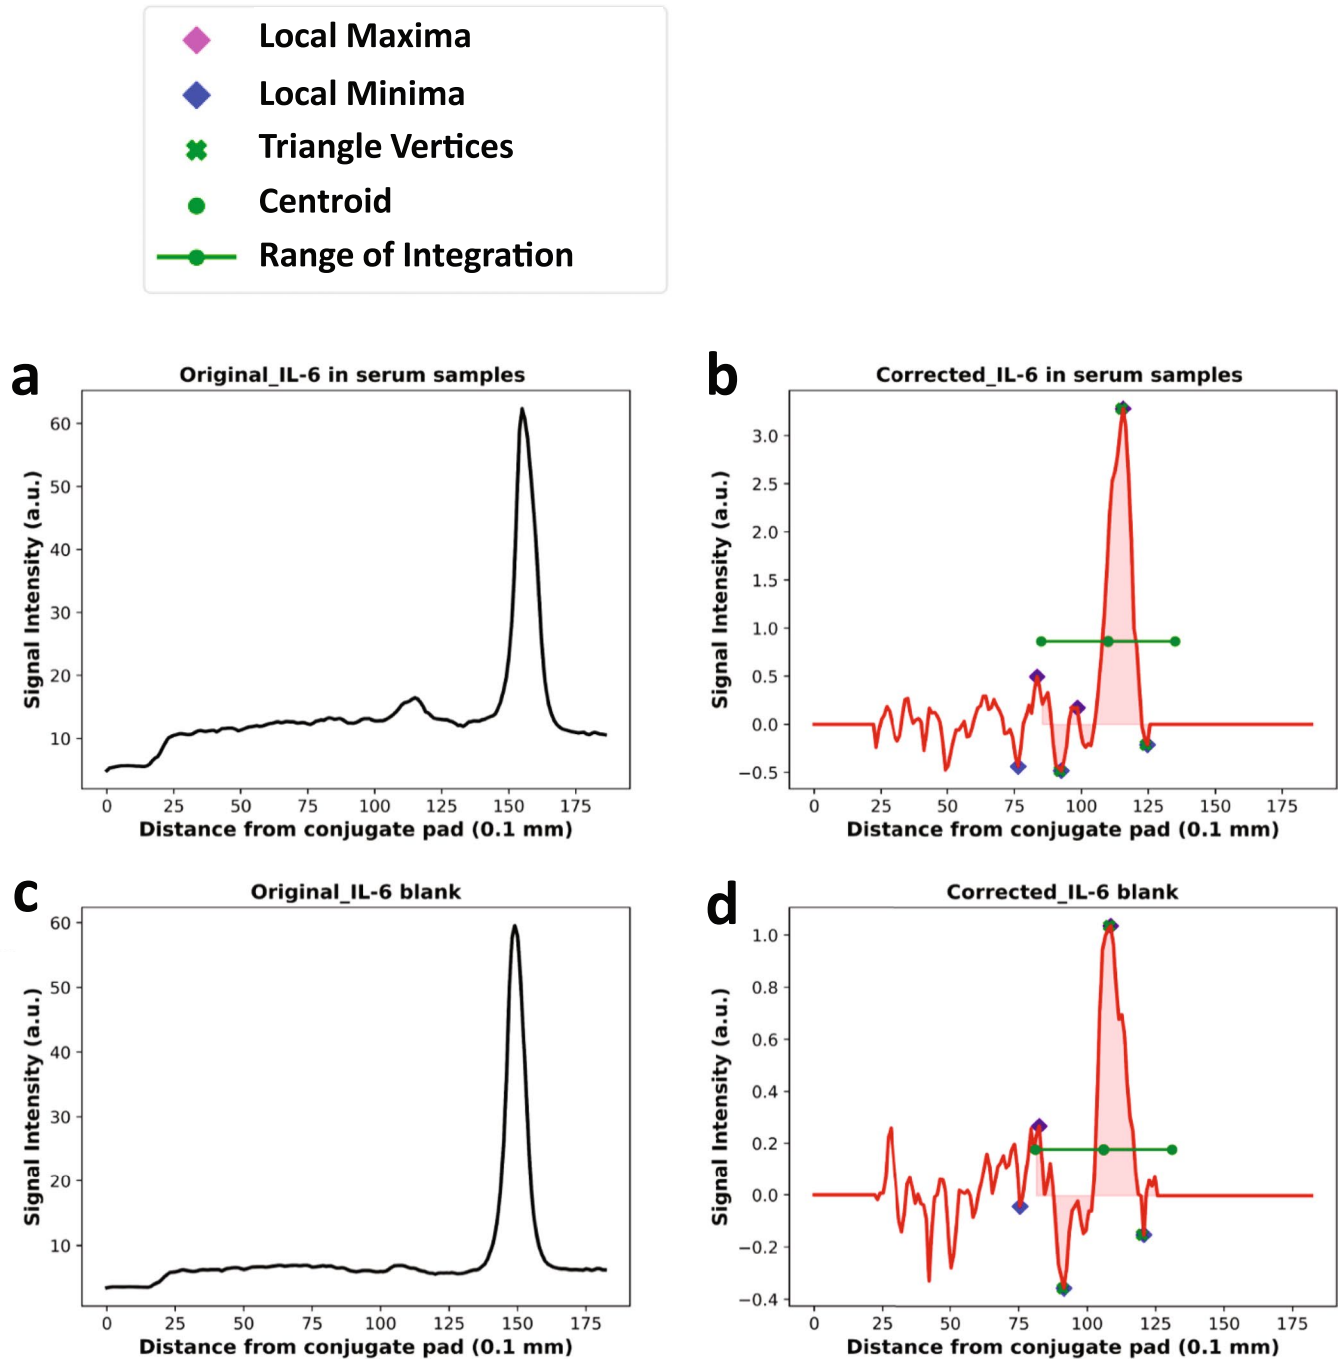 Local Maxima
Local Minima
Triangle Vertices
Centroid
Range of Integration
a
Original_IL-6 in serum samples
60
50
40
30
20
10
Signal Intensity (a.u.)
0 25 50 75 100 125 150 175
Distance from conjugate pad (0.1 mm)
b
Corrected_IL-6 in serum samples
3.0
2.5
2.0
1.5
1.0
0.5
0.0
−0.5
Signal Intensity (a.u.)
0 25 50 75 100 125 150 175
Distance from conjugate pad (0.1 mm)
c
Original_IL-6 blank
60
50
40
30
20
10
Signal Intensity (a.u.)
0 25 50 75 100 125 150 175
Distance from conjugate pad (0.1 mm)
d
Corrected_IL-6 blank
1.0
0.8
0.6
0.4
0.2
0.0
−0.2
−0.4
Signal Intensity (a.u.)
0 25 50 75 100 125 150 175
Distance from conjugate pad (0.1 mm)